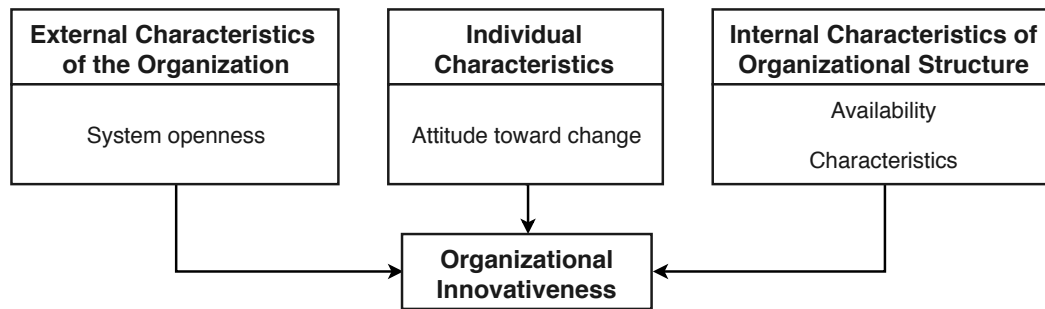 External Characteristics
of the Organization
System openness
Individual
Characteristics
Attitude toward change
Internal Characteristics of
Organizational Structure
Availability
Characteristics
Organizational
Innovativeness